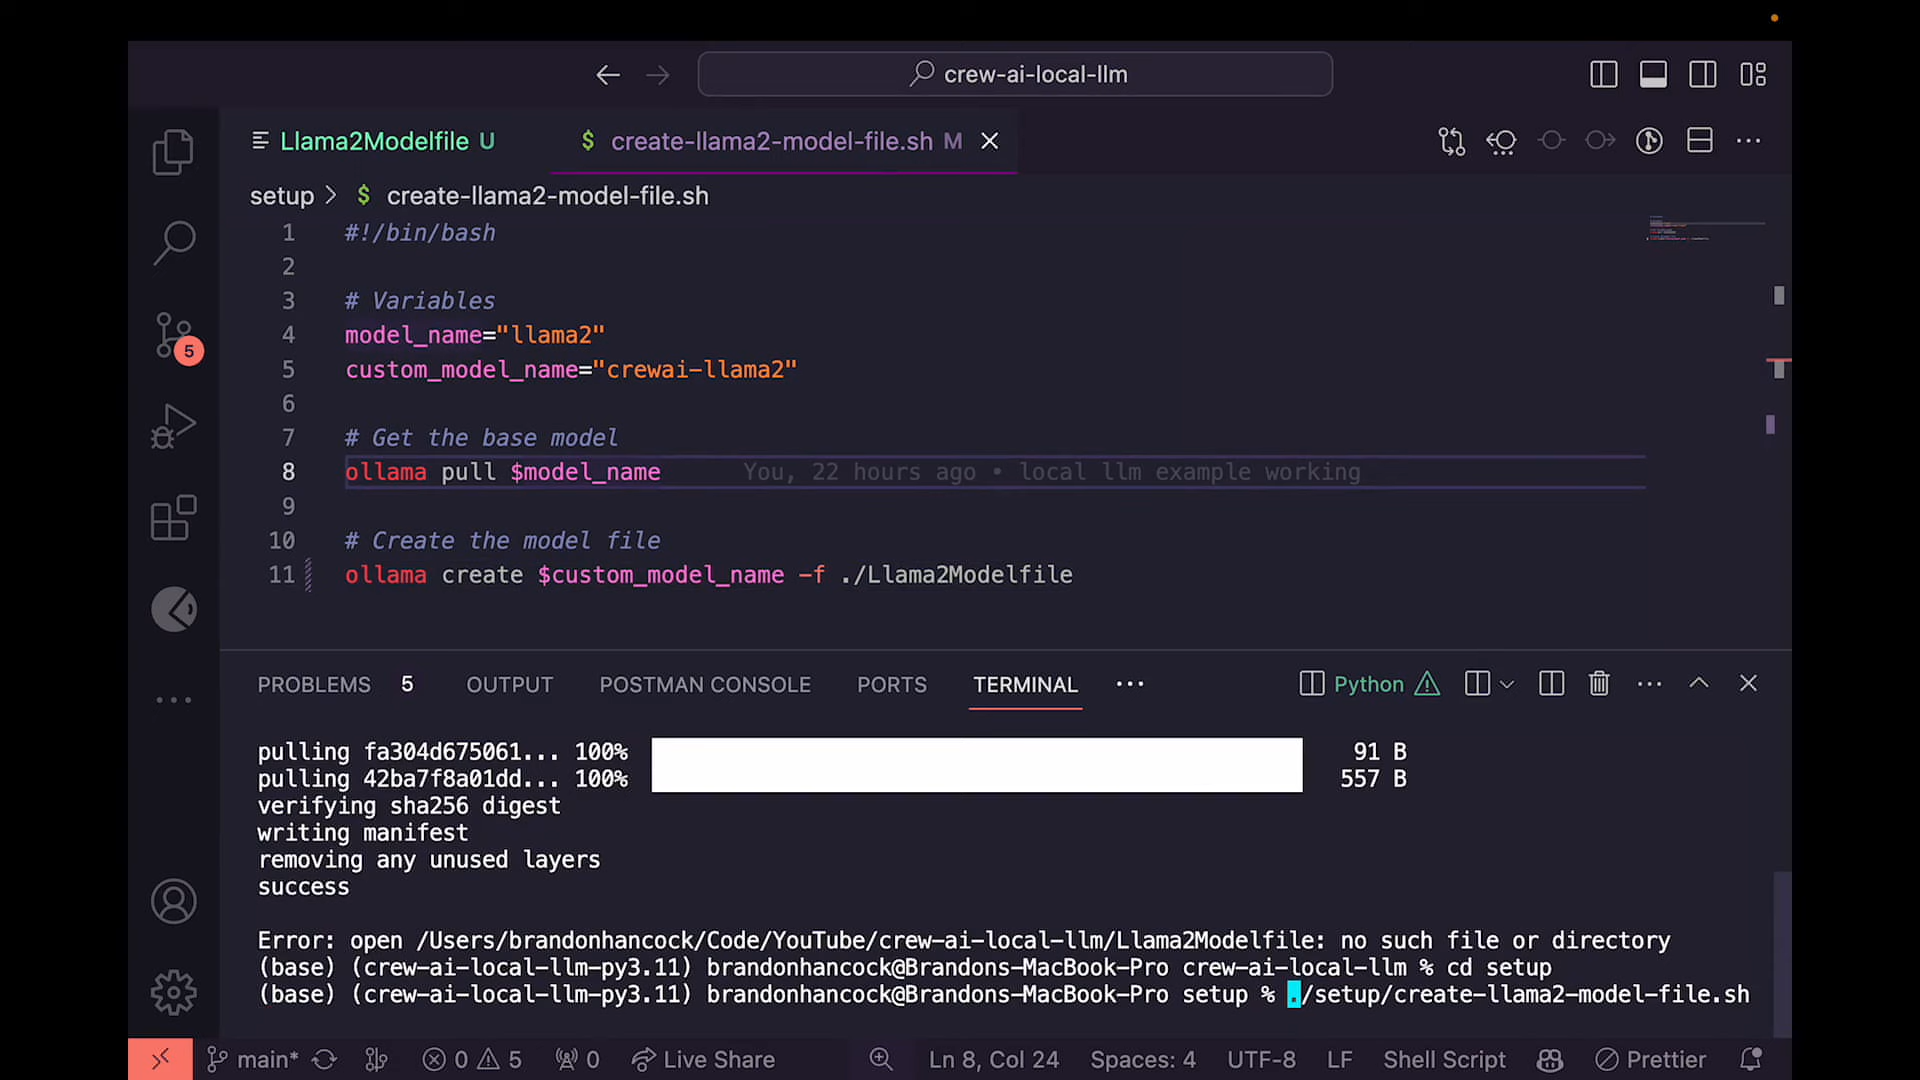 crew-ai-local-llm
Llama2Modelfile U
$ create-llama2-model-file.sh M
setup > $ create-llama2-model-file.sh
1 #!/bin/bash
2
3 # Variables
4 model_name="llama2"
5 custom_model_name="crewai-llama2"
6
7 # Get the base model
8 ollama pull $model_name You, 22 hours ago • local llm example working
9
10 # Create the model file
11 ollama create $custom_model_name -f ./Llama2Modelfile
5
PROBLEMS 5 OUTPUT POSTMAN CONSOLE PORTS TERMINAL ... Python
pulling fa304d675061... 100% 91 B
pulling 42ba7f8a01dd... 100% 557 B
verifying sha256 digest
writing manifest
removing any unused layers
success
Error: open /Users/brandonhancock/Code/YouTube/crew-ai-local-llm/Llama2Modelfile: no such file or directory
(base) (crew-ai-local-llm-py3.11) brandonhancock@Brandons-MacBook-Pro crew-ai-local-llm % cd setup
(base) (crew-ai-local-llm-py3.11) brandonhancock@Brandons-MacBook-Pro setup % ./setup/create-llama2-model-file.sh
main* 0 5 0 Live Share Ln 8, Col 24 Spaces: 4 UTF-8 LF Shell Script Prettier